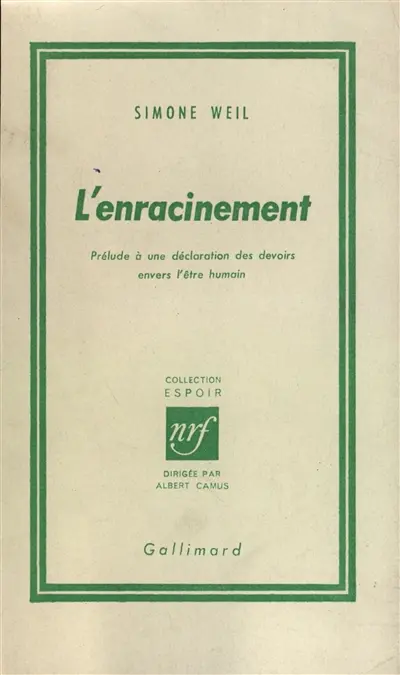 SIMONE WEIL
L'enracinement
Prélude à une déclaration des devoirs
envers l'être humain
COLLECTION
ESPOIR
nrf
DIRIGÉE PAR
ALBERT CAMUS
Gallimard